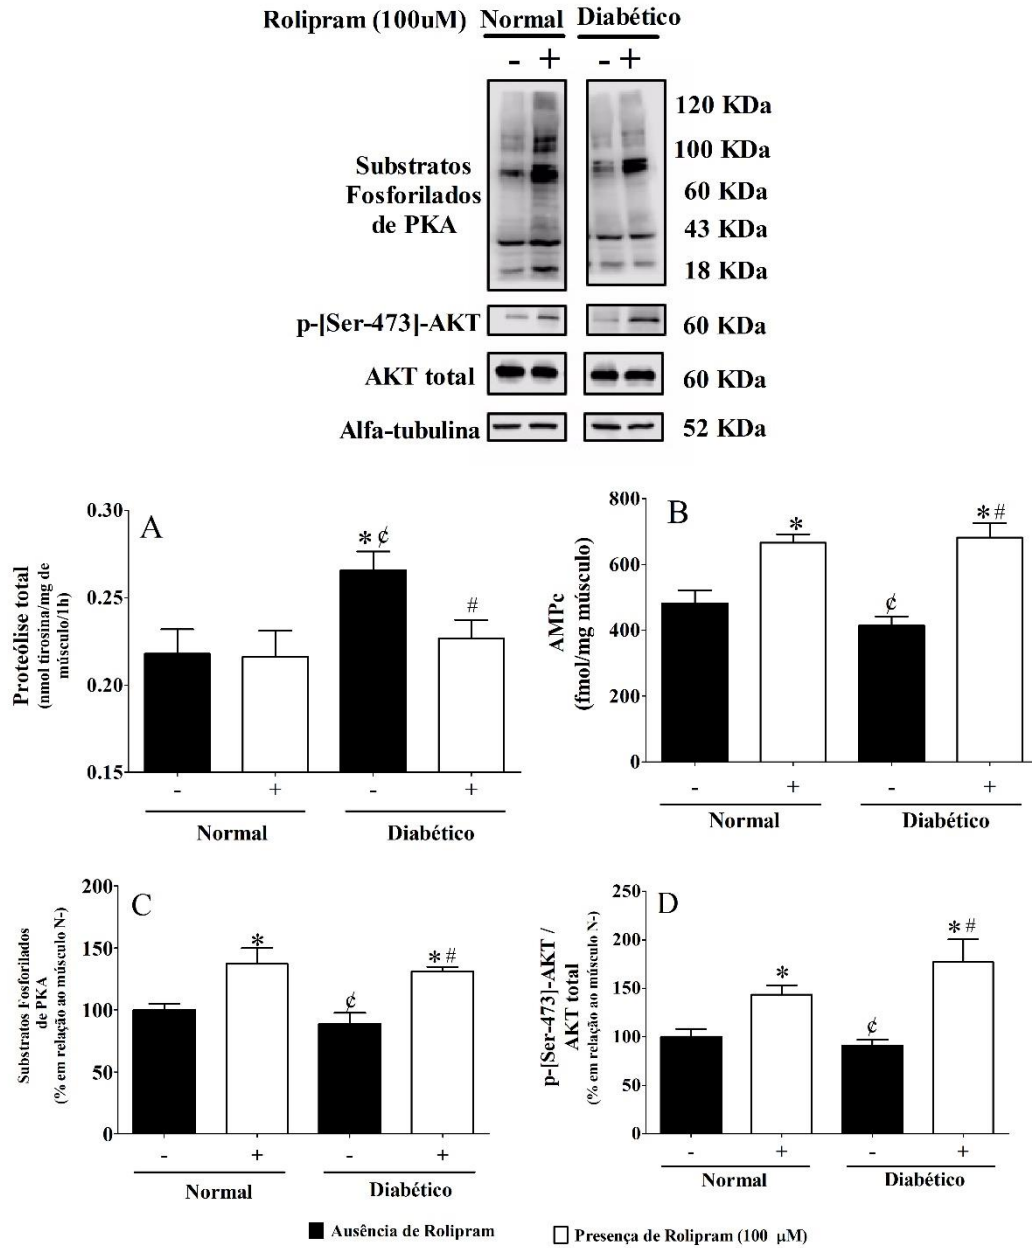 Rolipram (100uM) Normal Diabético
- + - +
Substratos
Fosforilados
de PKA
120 KDa
100 KDa
60 KDa
43 KDa
18 KDa
p-[Ser-473]-AKT 60 KDa
AKT total 60 KDa
Alfa-tubulina 52 KDa
A
Proteólise total
(nmol tirosina/mg de
músculo/1h)
0.30
0.25
0.20
0.15
* ¢
#
- + - +
Normal Diabético
B
AMPc
(fmol/mg músculo)
800
600
400
200
0
*
¢
* #
- + - +
Normal Diabético
C
Substratos Fosforilados
de PKA
(% em relação ao músculo N-)
200
150
100
50
0
*
¢
* #
- + - +
Normal Diabético
D
p-[Ser-473]-AKT /
AKT total
(% em relação ao músculo N-)
250
200
150
100
50
0
*
¢
* #
- + - +
Normal Diabético
Ausência de Rolipram Presença de Rolipram (100 μM)